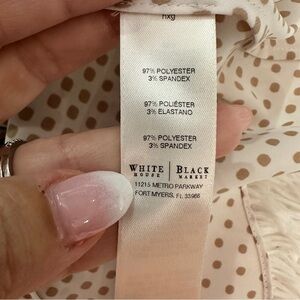 nxg
97% POLYESTER
3% SPANDEX
97% POLIÉSTER
3% ELASTANO
97% POLYESTER
3% SPANDEX
WHITE | BLACK
HOUSE | MARKET
11215 METRO PARKWAY
FORT MYERS, FL 33966